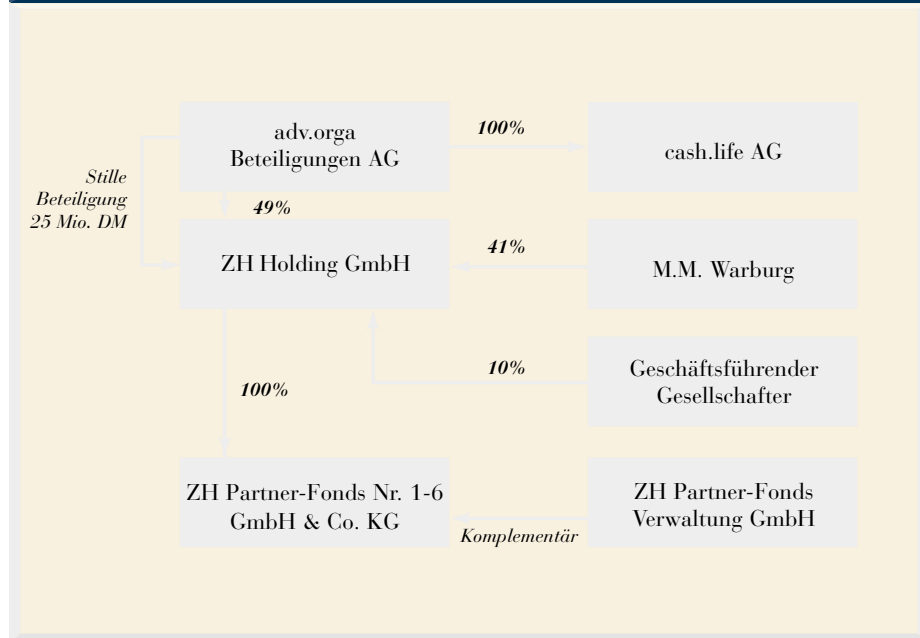 adv.orga
Beteiligungen AG
100%
cash.life AG
Stille
Beteiligung
25 Mio. DM
49%
ZH Holding GmbH
41%
M.M. Warburg
10%
Geschäftsführender
Gesellschafter
100%
ZH Partner-Fonds Nr. 1-6
GmbH & Co. KG
Komplementär
ZH Partner-Fonds
Verwaltung GmbH